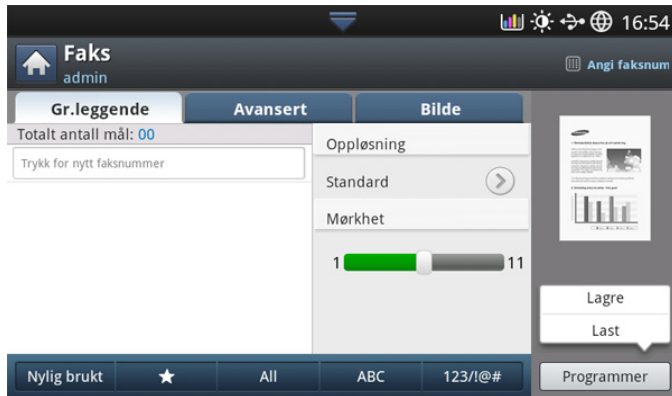 16:54
Faks
admin
Angi faksnum
Gr.leggende
Avansert
Bilde
Totalt antall mål: 00
Trykk for nytt faksnummer
Oppløsning
Standard
Mørkhet
1
11
Lagre
Last
Nylig brukt
★
All
ABC
123/!@#
Programmer